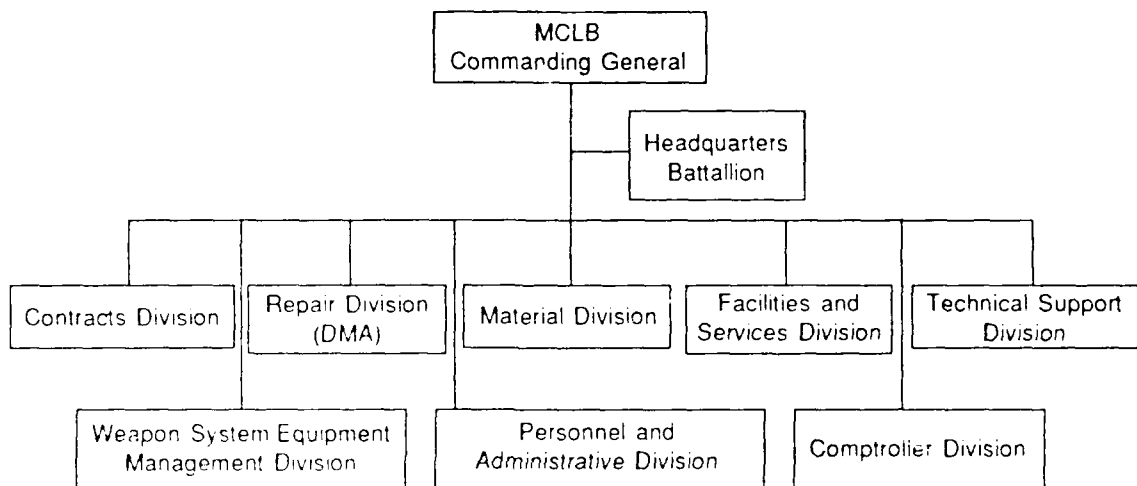 MCLB
Commanding General
Headquarters
Battallion
Contracts Division
Repair Division
(DMA)
Material Division
Facilities and
Services Division
Technical Support
Division
Weapon System Equipment
Management Division
Personnel and
Administrative Division
Comptroller Division